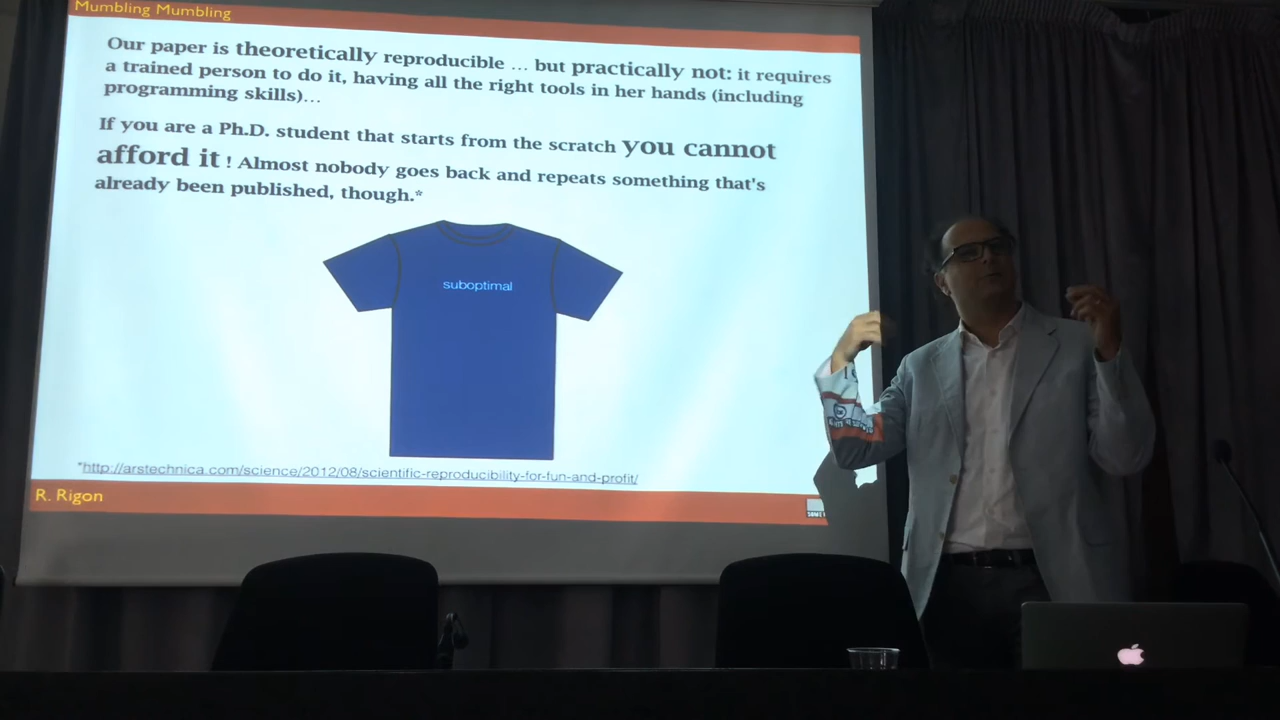 Mumbling Mumbling
Our paper is theoretically reproducible ... but practically not: it requires
a trained person to do it, having all the right tools in her hands (including
programming skills)...
If you are a Ph.D. student that starts from the scratch you cannot
afford it ! Almost nobody goes back and repeats something that's
already been published, though.*
suboptimal
*http://arstechnica.com/science/2012/08/scientific-reproducibility-for-fun-and-profit/
R. Rigon